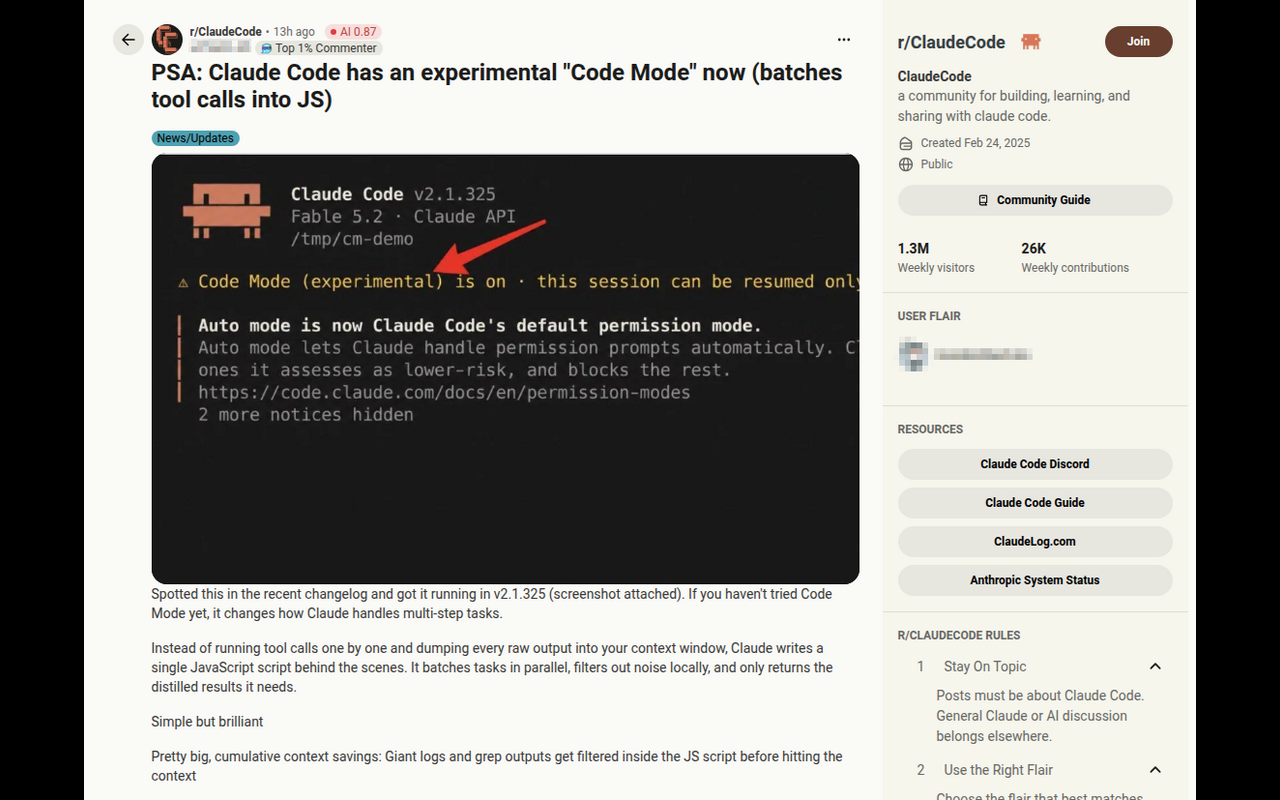 r/ClaudeCode • 13h ago AI 0.87
Top 1% Commenter
PSA: Claude Code has an experimental "Code Mode" now (batches
tool calls into JS)
News/Updates
Claude Code v2.1.325
Fable 5.2 · Claude API
/tmp/cm-demo
⚠ Code Mode (experimental) is on · this session can be resumed only
Auto mode is now Claude Code's default permission mode.
Auto mode lets Claude handle permission prompts automatically. Cl
ones it assesses as lower-risk, and blocks the rest.
https://code.claude.com/docs/en/permission-modes
2 more notices hidden
Spotted this in the recent changelog and got it running in v2.1.325 (screenshot attached). If you haven't tried Code
Mode yet, it changes how Claude handles multi-step tasks.
Instead of running tool calls one by one and dumping every raw output into your context window, Claude writes a
single JavaScript script behind the scenes. It batches tasks in parallel, filters out noise locally, and only returns the
distilled results it needs.
Simple but brilliant
Pretty big, cumulative context savings: Giant logs and grep outputs get filtered inside the JS script before hitting the
context
r/ClaudeCode
Join
ClaudeCode
a community for building, learning, and
sharing with claude code.
Created Feb 24, 2025
Public
Community Guide
1.3M 26K
Weekly visitors Weekly contributions
USER FLAIR
RESOURCES
Claude Code Discord
Claude Code Guide
ClaudeLog.com
Anthropic System Status
R/CLAUDECODE RULES
1 Stay On Topic
Posts must be about Claude Code.
General Claude or AI discussion
belongs elsewhere.
2 Use the Right Flair
Choose the flair that best matches